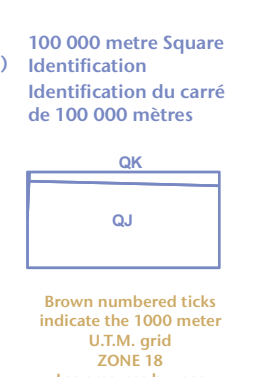 100 000 metre Square
) Identification
Identification du carré
de 100 000 mètres
QK
QJ
Brown numbered ticks
indicate the 1000 meter
U.T.M. grid
ZONE 18